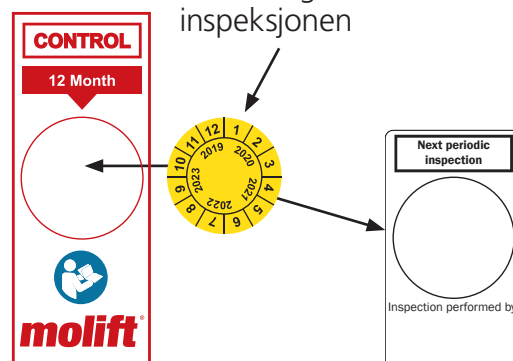 inspeksjonen
CONTROL
12 Month
12 1 2 3 4 5 6 7 8 9 10 11
2019 2020 2021 2022 2023
molift®
Next periodic
inspection
Inspection performed by